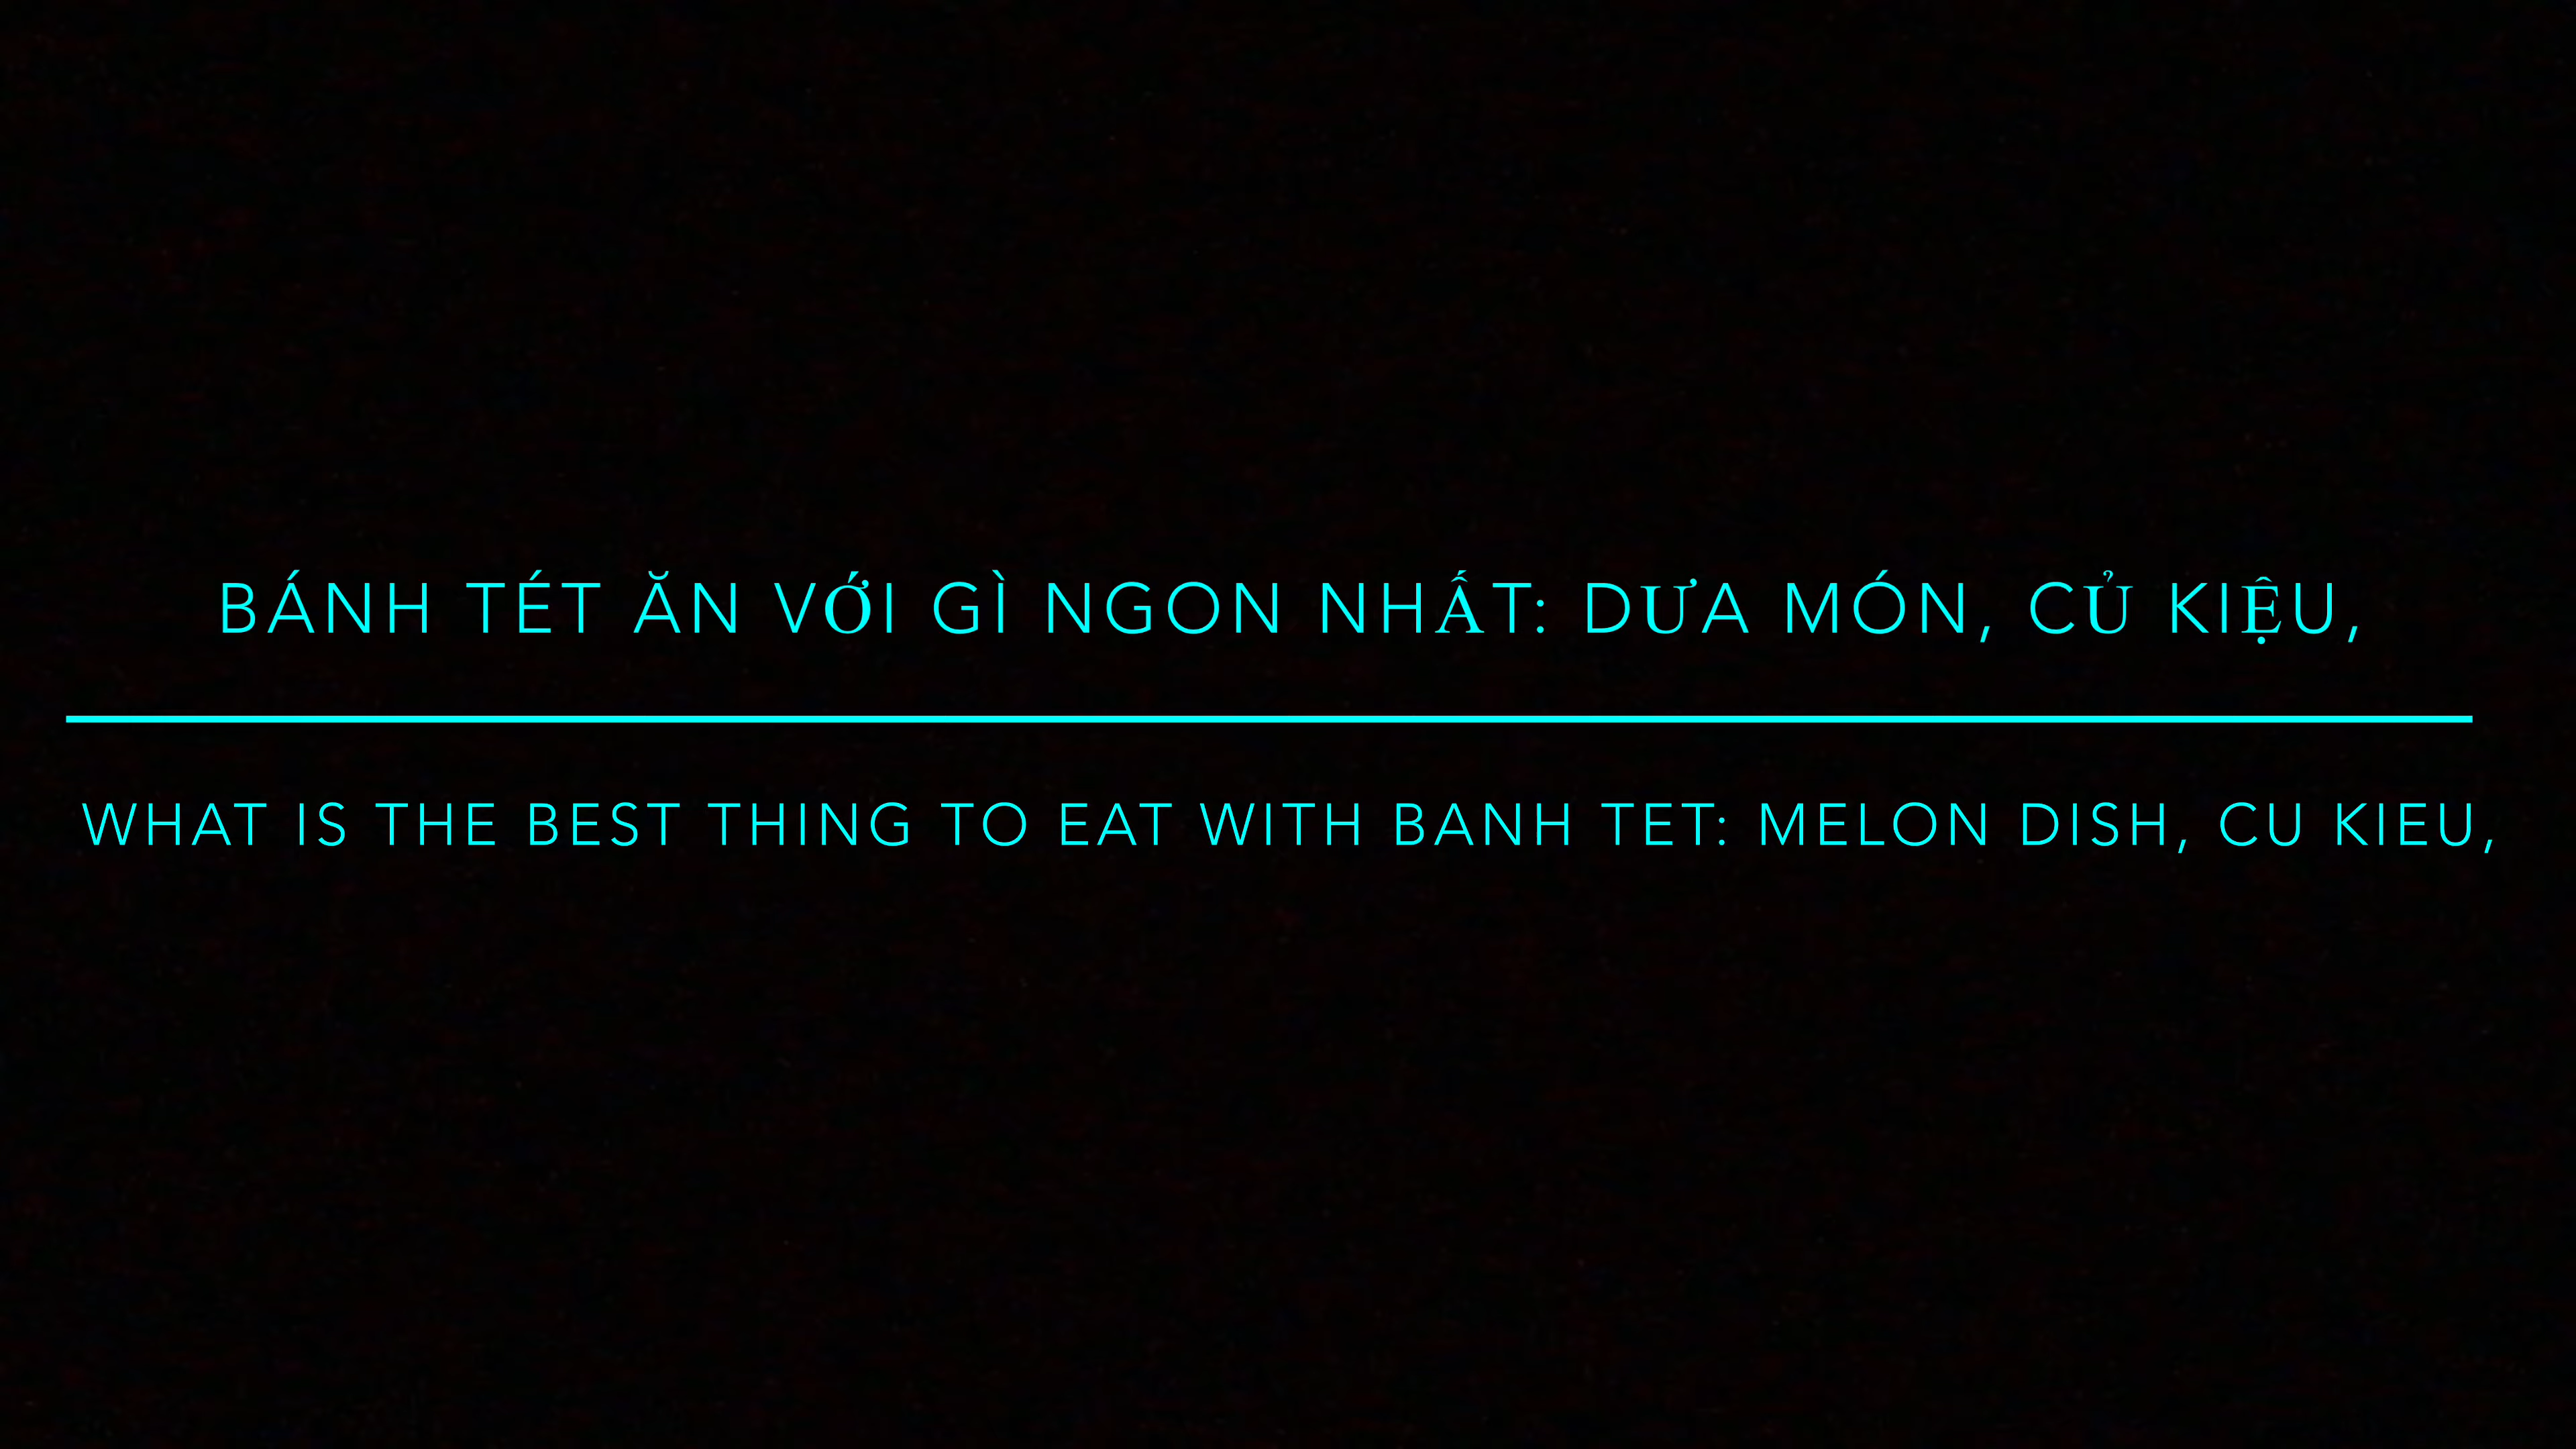 BÁNH TÉT ĂN VỚI GÌ NGON NHẤT: DƯA MÓN, CỦ KIỆU,
WHAT IS THE BEST THING TO EAT WITH BANH TET: MELON DISH, CU KIEU,